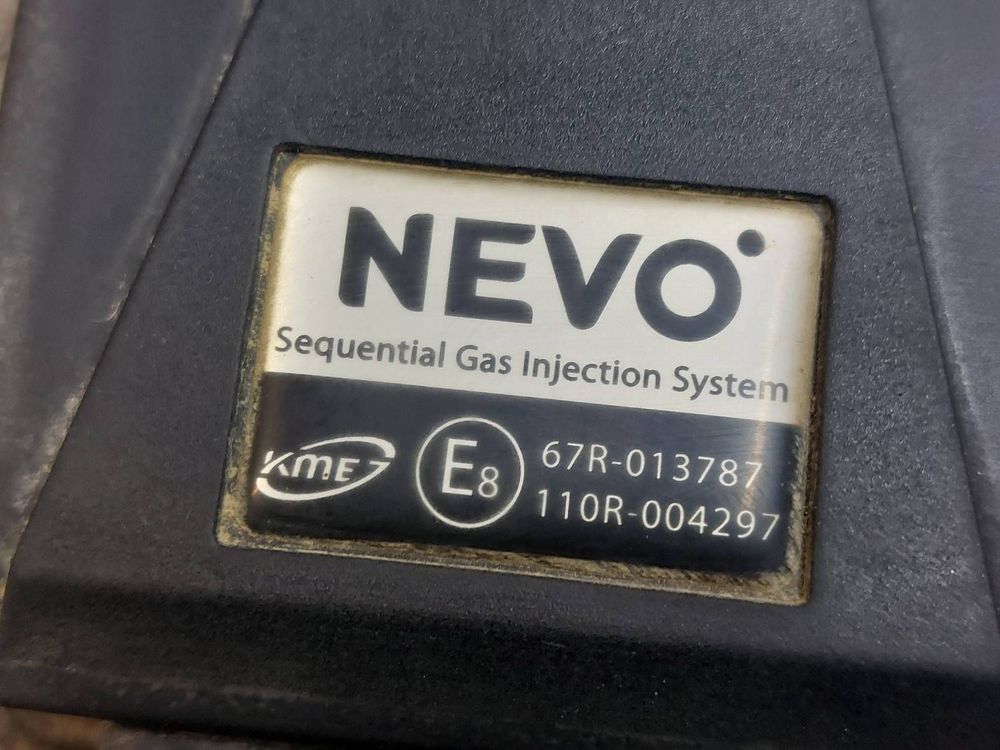 NEVO
Sequential Gas Injection System
KME
E8
67R-013787
110R-004297